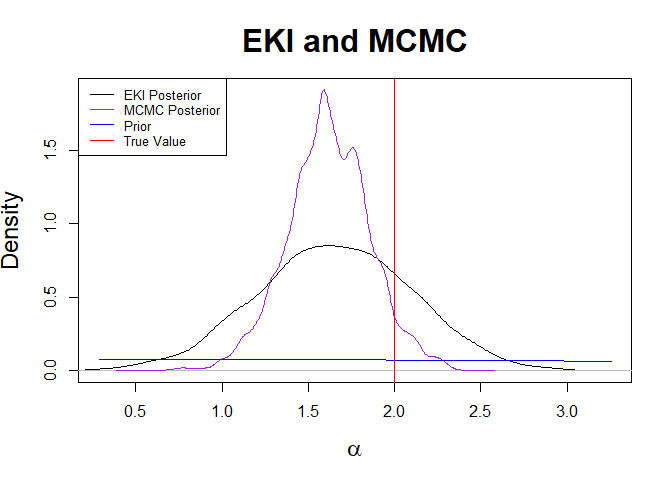 EKI and MCMC
EKI Posterior
MCMC Posterior
Prior
True Value
Density
0.0
0.5
1.0
1.5
0.5
1.0
1.5
2.0
2.5
3.0
α